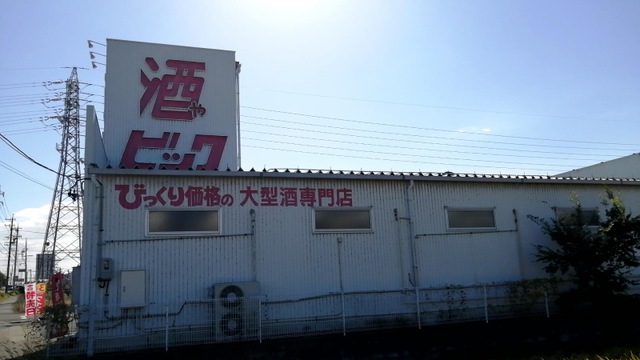 酒や
ビック
びっくり価格の 大型酒専門店